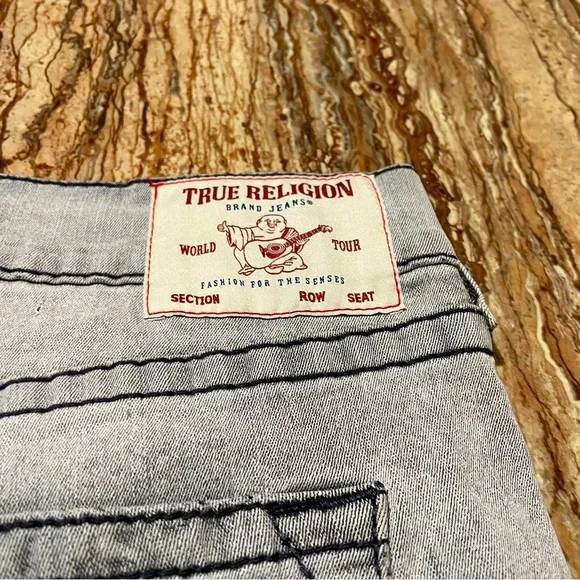 TRUE RELIGION
BRAND JEANS®
WORLD TOUR
FASHION FOR THE SENSES
SECTION ROW SEAT